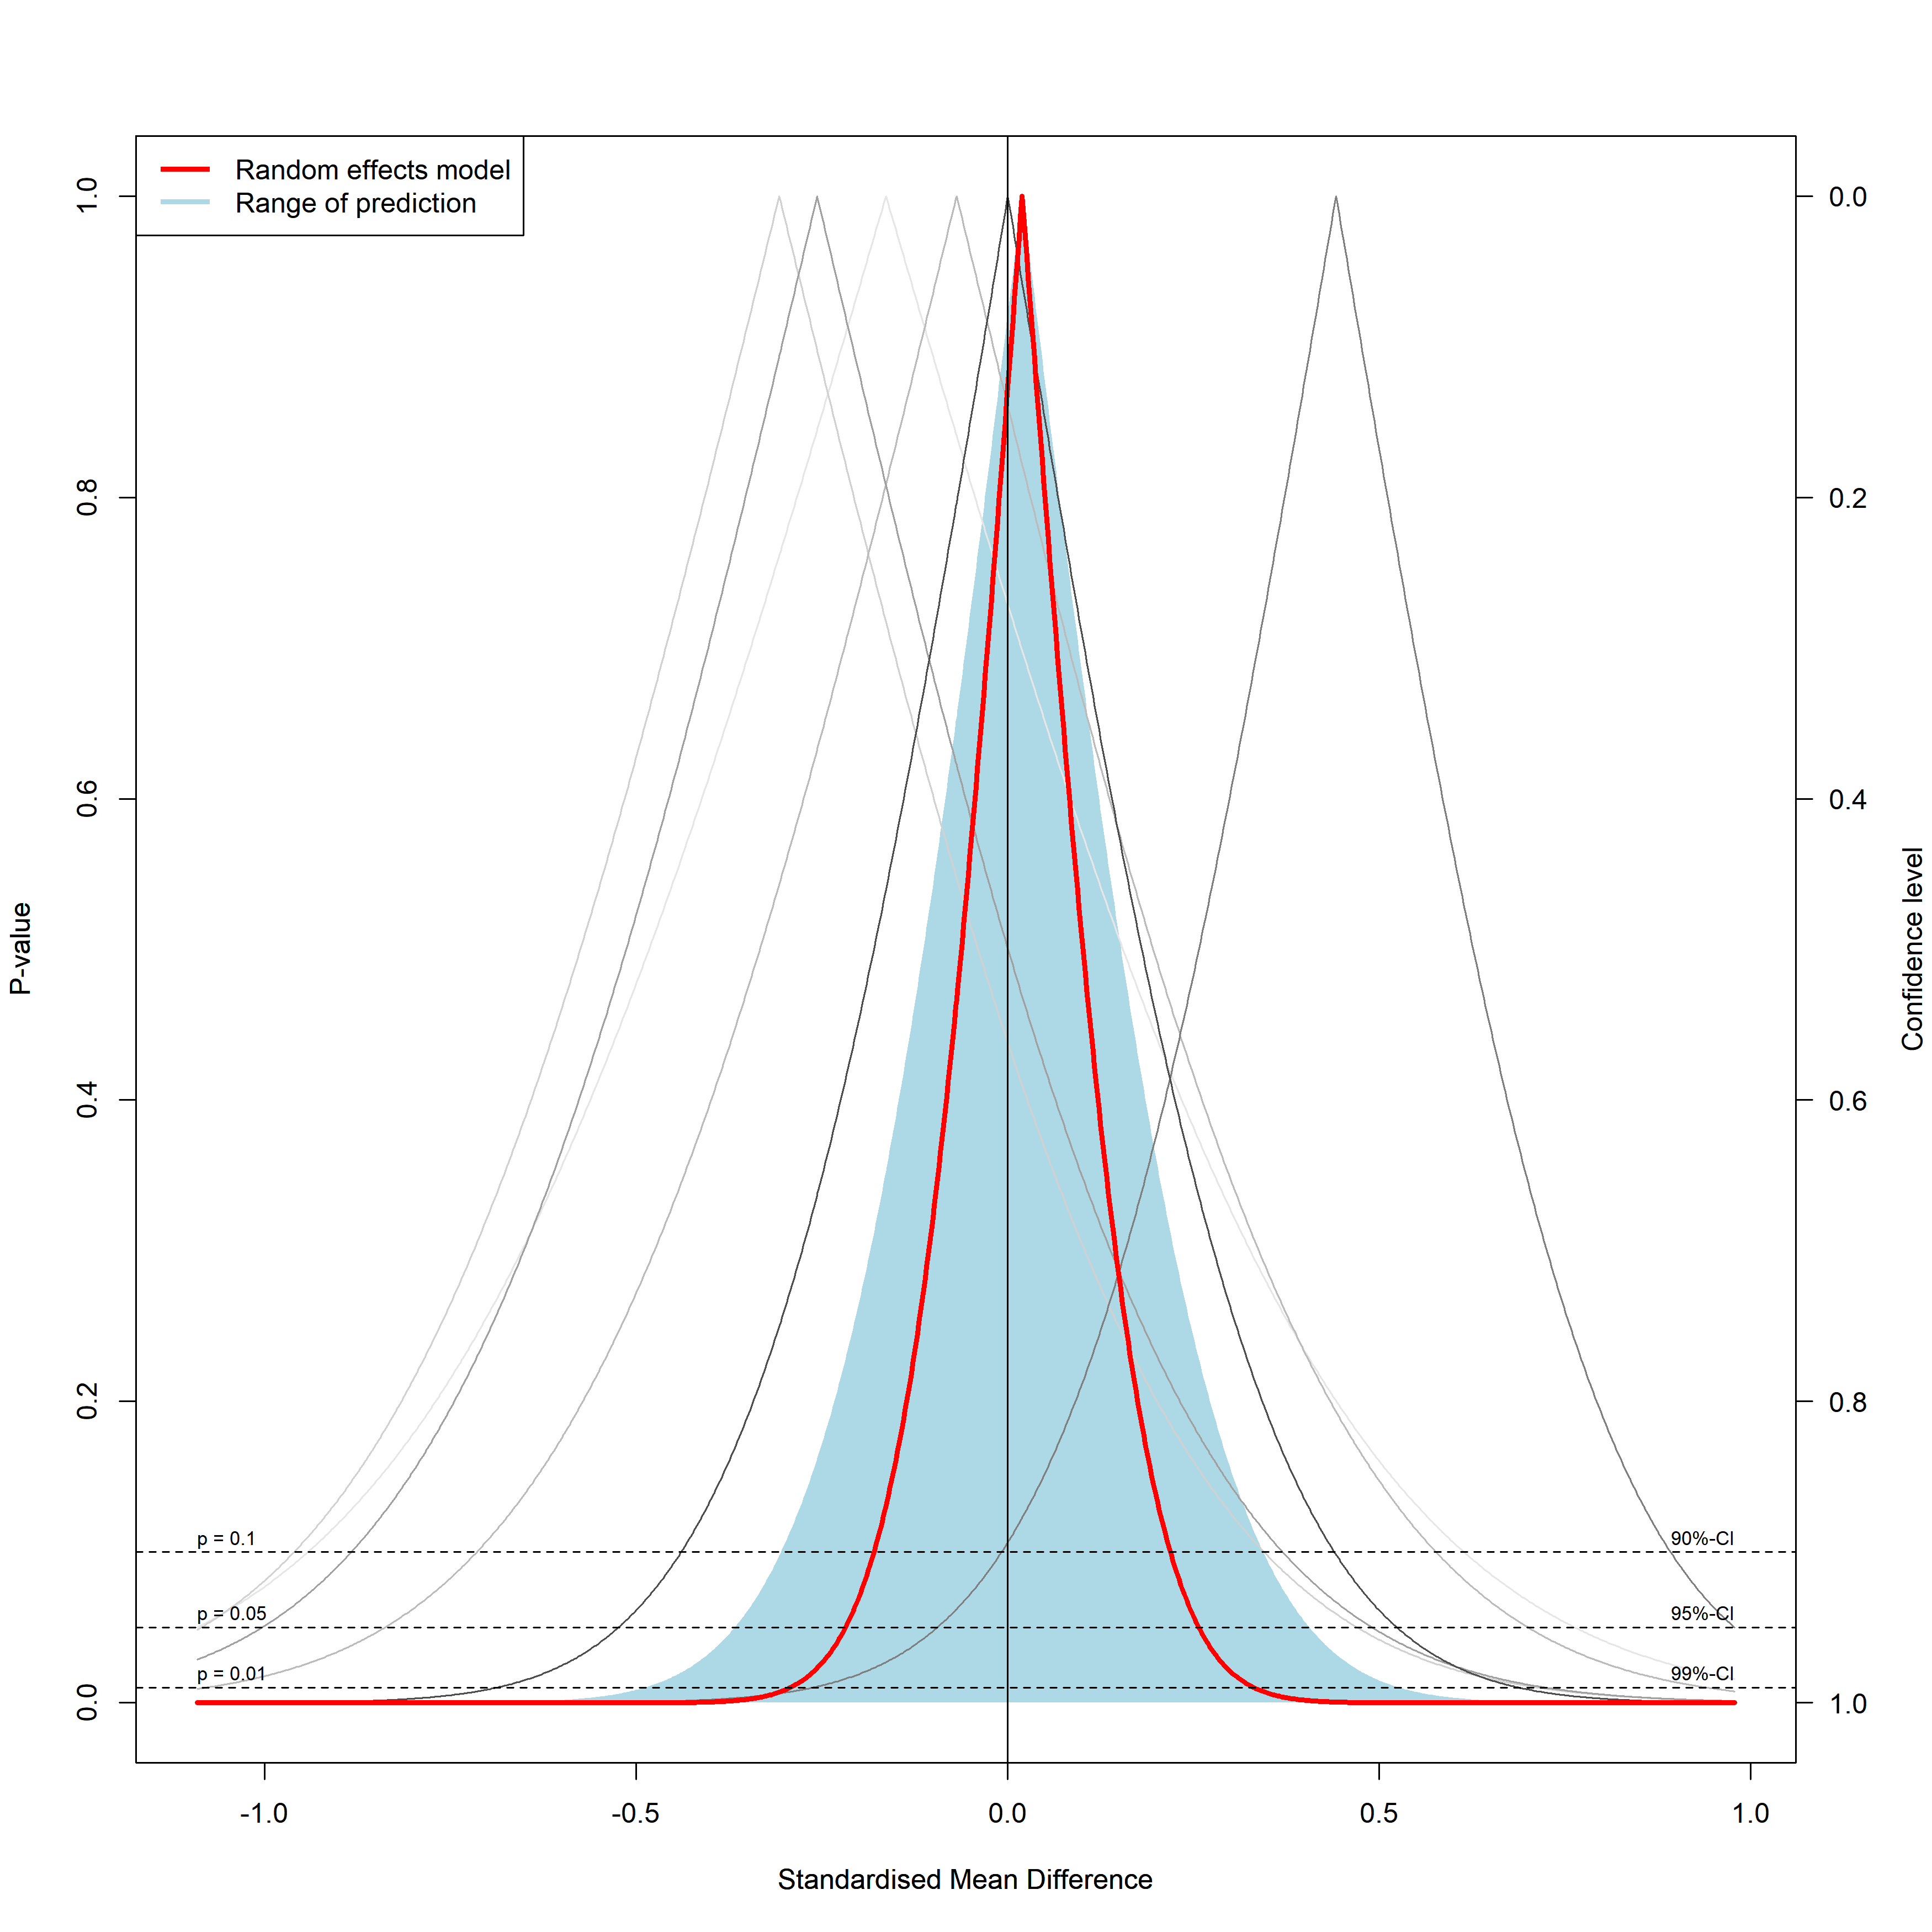 Random effects model
Range of prediction
P-value
1.0
0.8
0.6
0.4
0.2
0.0
0.0
0.2
0.4
0.6
0.8
1.0
Confidence level
p = 0.1
90%-CI
p = 0.05
95%-CI
p = 0.01
99%-CI
-1.0
-0.5
0.0
0.5
1.0
Standardised Mean Difference